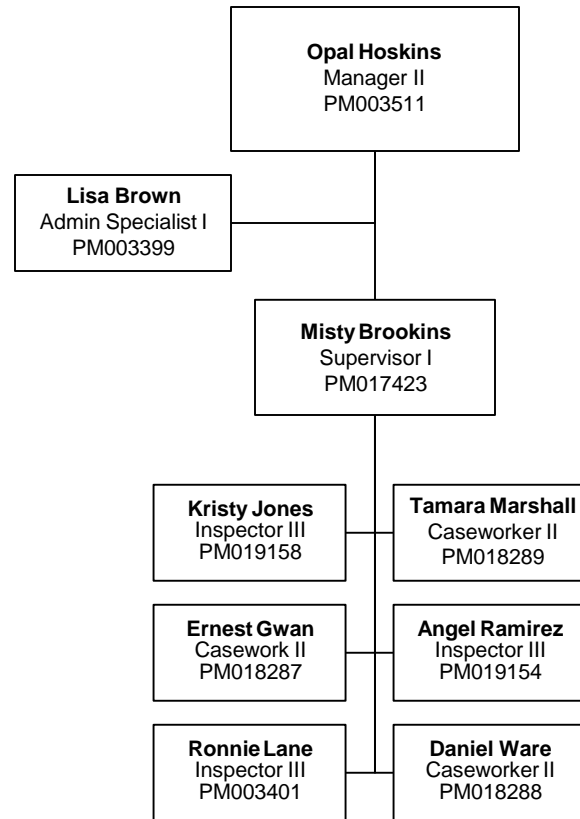 Opal Hoskins
Manager II
PM003511
Lisa Brown
Admin Specialist I
PM003399
Misty Brookins
Supervisor I
PM017423
Kristy Jones
Inspector III
PM019158
Tamara Marshall
Caseworker II
PM018289
Ernest Gwan
Casework II
PM018287
Angel Ramirez
Inspector III
PM019154
Ronnie Lane
Inspector III
PM003401
Daniel Ware
Caseworker II
PM018288